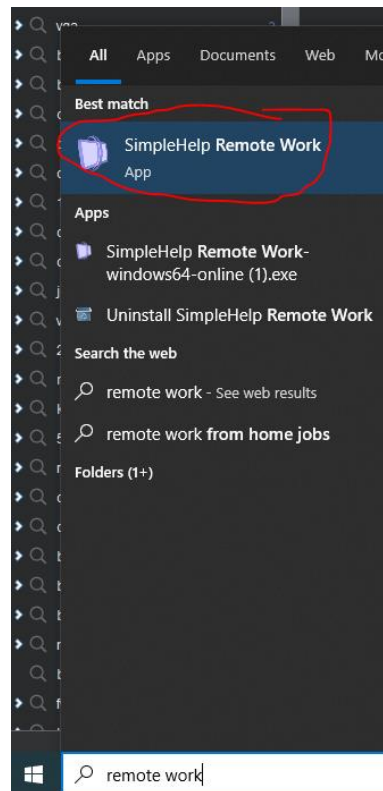 All Apps Documents Web
Best match
SimpleHelp Remote Work
App
Apps
SimpleHelp Remote Work-
windows64-online (1).exe
Uninstall SimpleHelp Remote Work
Search the web
remote work - See web results
remote work from home jobs
Folders (1+)
remote work